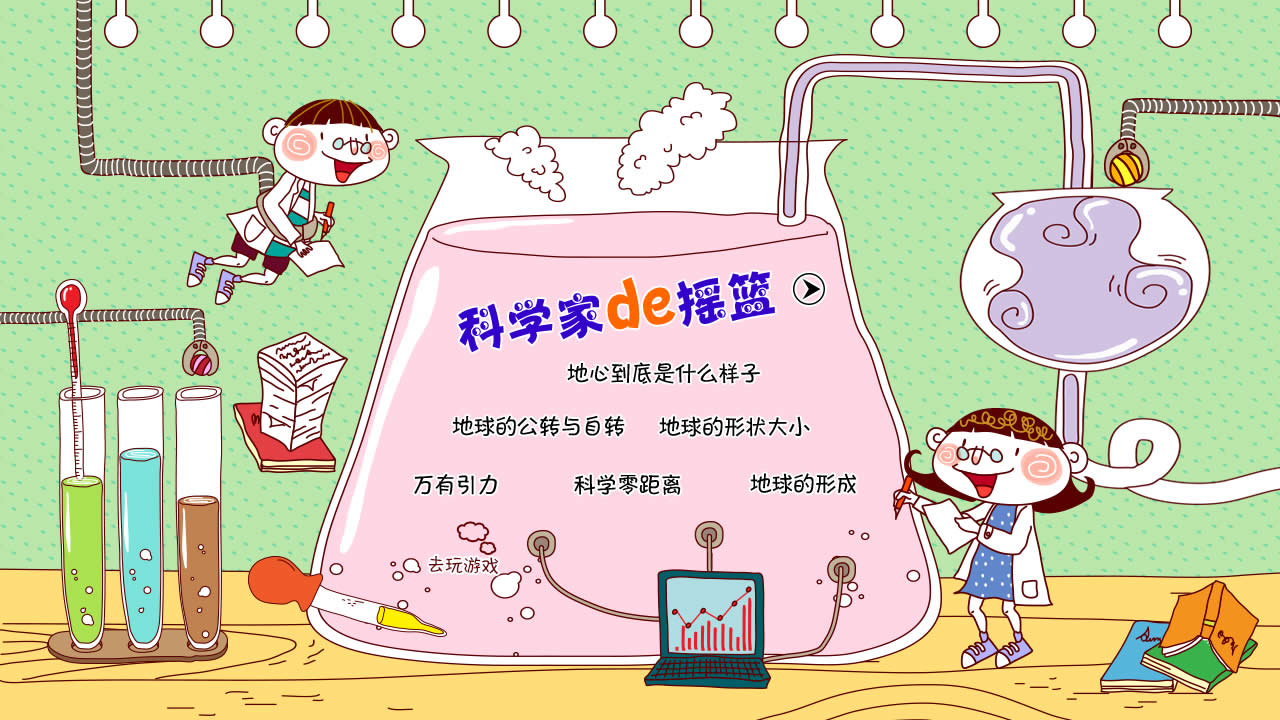 科学家de摇篮
地心到底是什么样子
地球的公转与自转 地球的形状大小
万有引力 科学零距离 地球的形成
去玩游戏